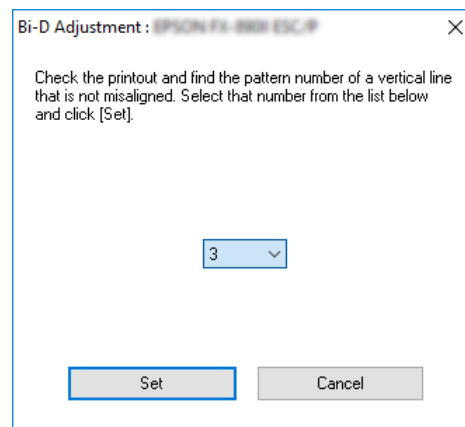 Bi-D Adjustment :
Check the printout and find the pattern number of a vertical line
that is not misaligned. Select that number from the list below
and click [Set].
3
Set
Cancel